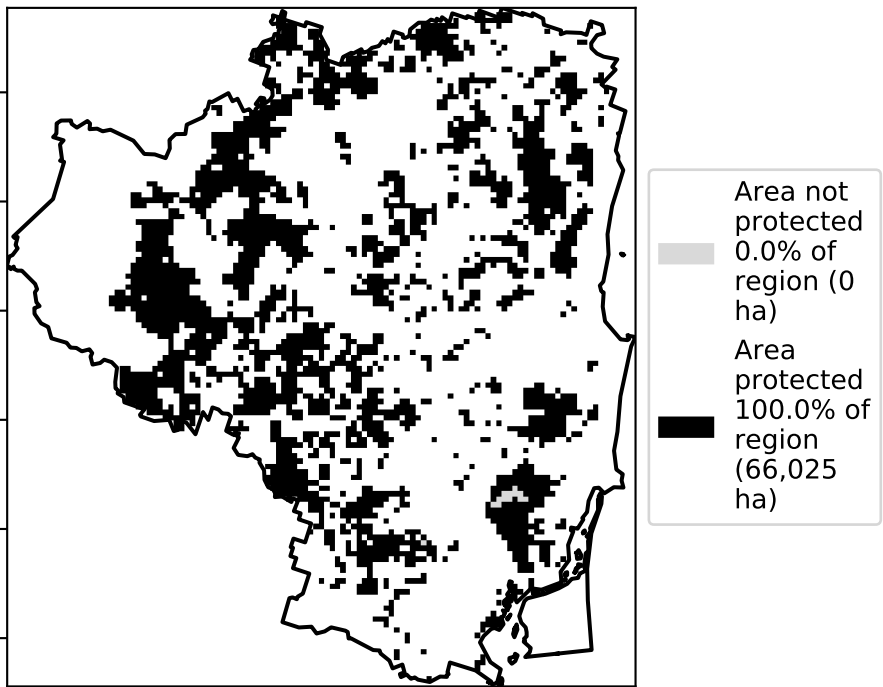 Area not
protected
0.0% of
region (0
ha)
Area
protected
100.0% of
region
(66,025
ha)